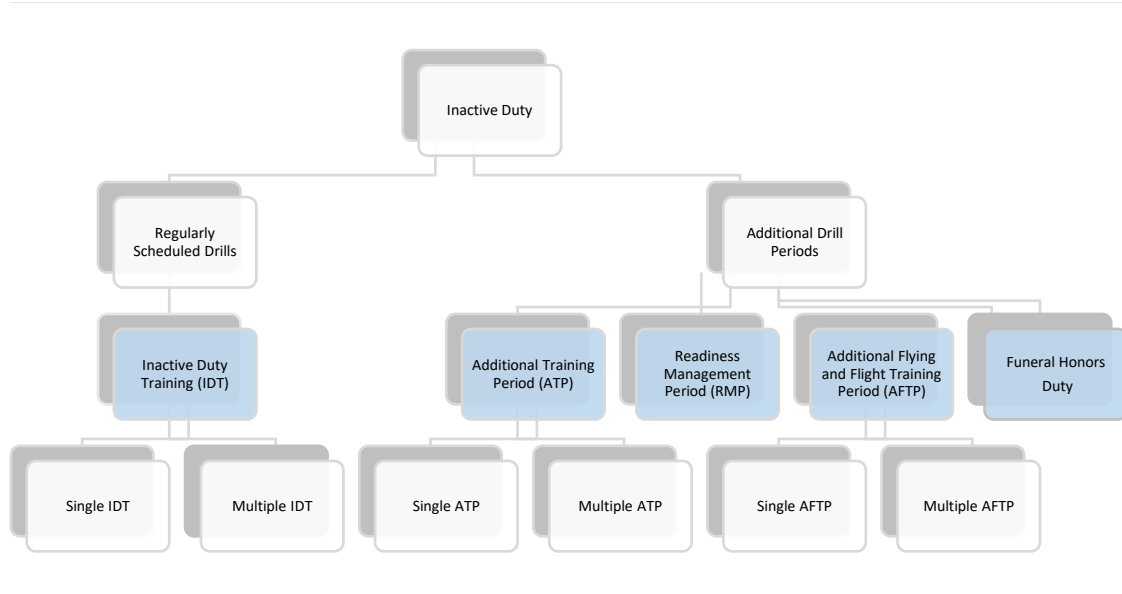 Inactive Duty
Regularly
Scheduled Drills
Additional Drill
Periods
Inactive Duty
Training (IDT)
Additional Training
Period (ATP)
Readiness
Management
Period (RMP)
Additional Flying
and Flight Training
Period (AFTP)
Funeral Honors
Duty
Single IDT
Multiple IDT
Single ATP
Multiple ATP
Single AFTP
Multiple AFTP